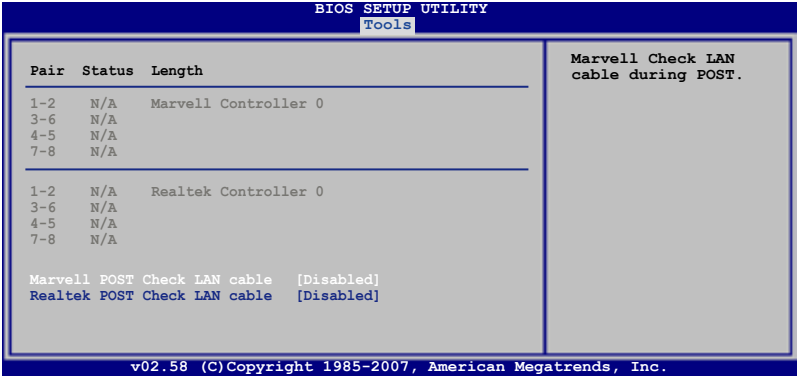 BIOS SETUP UTILITY
Tools
Pair Status Length
1-2 N/A Marvell Controller 0
3-6 N/A
4-5 N/A
7-8 N/A
1-2 N/A Realtek Controller 0
3-6 N/A
4-5 N/A
7-8 N/A
Marvell POST Check LAN cable [Disabled]
Realtek POST Check LAN cable [Disabled]
Marvell Check LAN
cable during POST.
v02.58 (C)Copyright 1985-2007, American Megatrends, Inc.